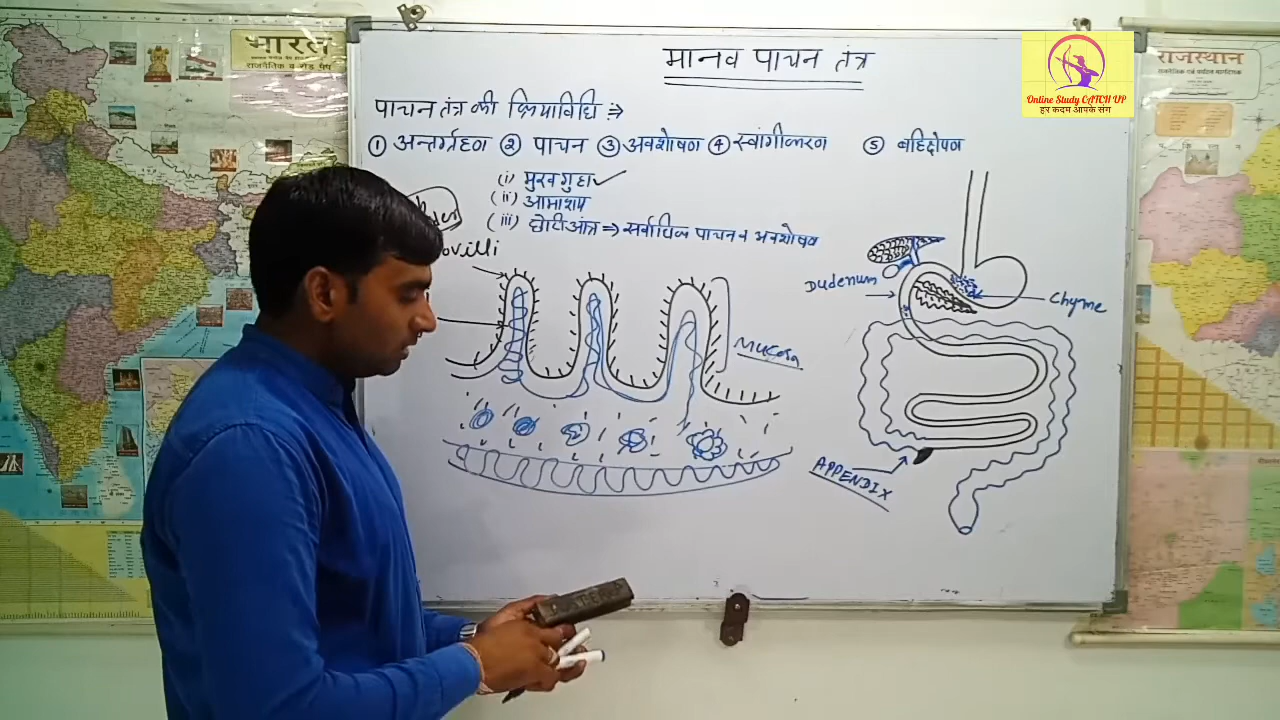 भारत
राजनैतिक व रोड मैप
राजस्थान
मानव पाचन तंत्र
Online Study CATCH UP
हर कदम आपके संग
पाचन तंत्र की क्रियाविधि ⇒
① अन्तर्ग्रहण ② पाचन ③ अवशोषण ④ स्वांगीकरण ⑤ बहिक्षेपण
(i) मुखगुहा ✓
(ii) आमाशय
(iii) छोटीआंत्र ⇒ सर्वाधिक पाचन व अवशोषण
villi
Mucosa
Dudenum
Chyme
APPENDIX